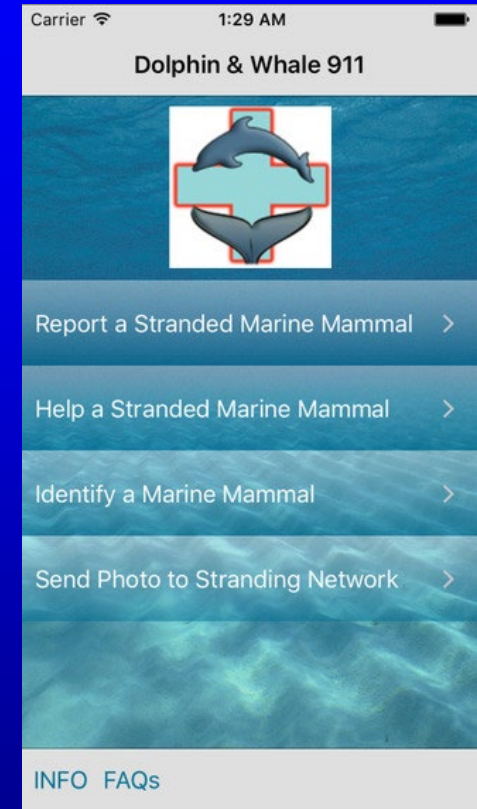 Carrier 1:29 AM
Dolphin & Whale 911
Report a Stranded Marine Mammal
Help a Stranded Marine Mammal
Identify a Marine Mammal
Send Photo to Stranding Network
INFO FAQs